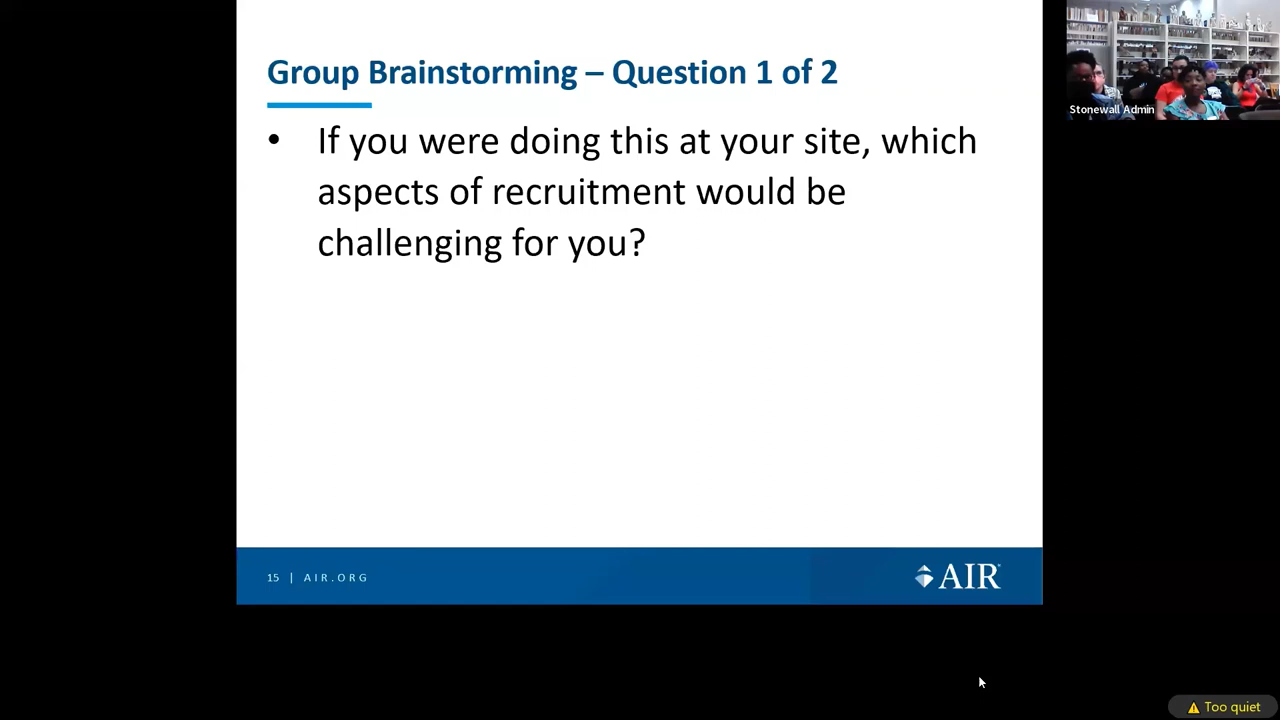 Group Brainstorming – Question 1 of 2
• If you were doing this at your site, which
aspects of recruitment would be
challenging for you?
15 | AIR.ORG
AIR
Stonewall Admin
Too quiet